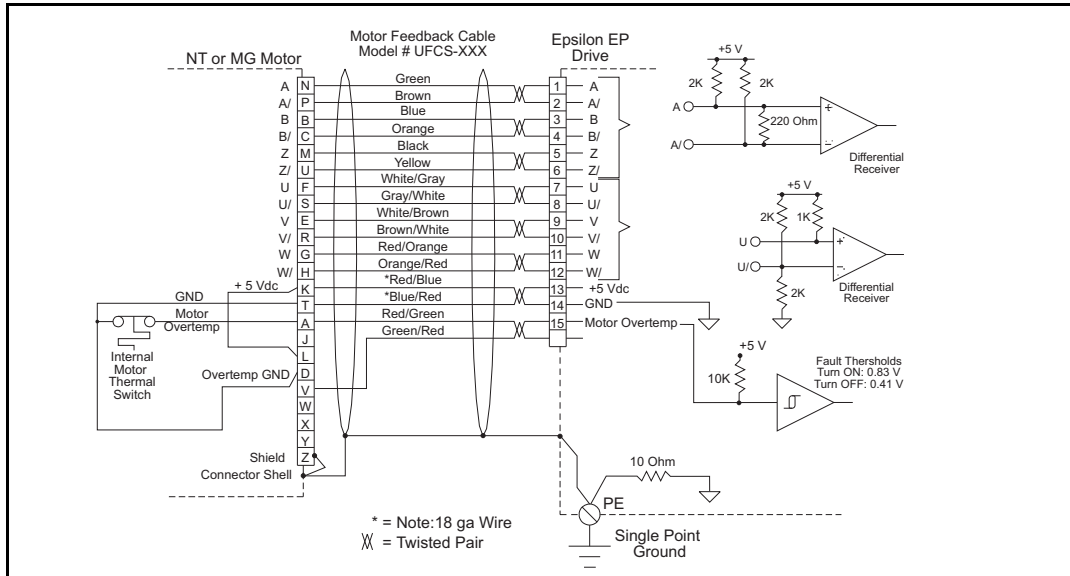 Motor Feedback Cable
Model # UFCS-XXX
NT or MG Motor
Epsilon EP
Drive
A N Green 1 A
A/ P Brown 2 A/
B B Blue 3 B
B/ C Orange 4 B/
Z M Black 5 Z
Z/ U Yellow 6 Z/
U F White/Gray 7 U
U/ S Gray/White 8 U/
V E White/Brown 9 V
V/ R Brown/White 10 V/
W G Red/Orange 11 W
W/ H Orange/Red 12 W/
+ 5 Vdc K *Red/Blue 13 +5 Vdc
GND T *Blue/Red 14 GND
Motor
Overtemp
A Red/Green 15 Motor Overtemp
J Green/Red
L
Internal
Motor
Thermal
Switch
Overtemp GND D
V
W
X
Y
Shield Z
Connector Shell
* = Note:18 ga Wire
= Twisted Pair
+5 V
2K 2K
A
220 Ohm
A/
+
-
Differential
Receiver
+5 V
2K 1K
U
U/
+
-
2K
Differential
Receiver
+5 V
10K
Fault Thersholds
Turn ON: 0.83 V
Turn OFF: 0.41 V
10 Ohm
PE
Single Point
Ground